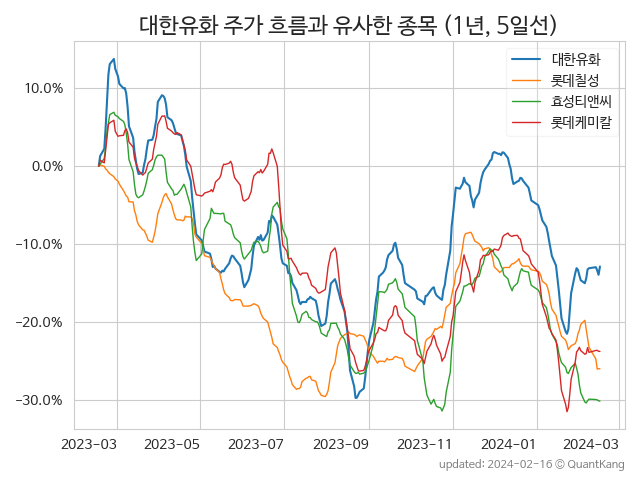 대한유화 주가 흐름과 유사한 종목 (1년, 5일선)
대한유화
롯데칠성
효성티앤씨
롯데케미칼
10.0%
0.0%
−10.0%
−20.0%
−30.0%
2023-03 2023-05 2023-07 2023-09 2023-11 2024-01 2024-03
updated: 2024-02-16 © QuantKang